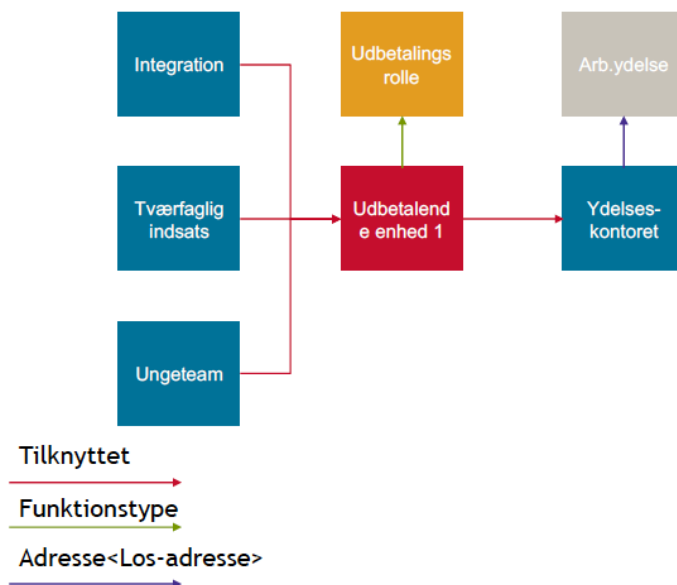 Integration
Udbetalings
rolle
Arb.ydelse
Tværfaglig
indsats
Udbetalend
e enhed 1
Ydelses-
kontoret
Ungeteam
Tilknyttet
Funktionstype
Adresse<Los-adresse>